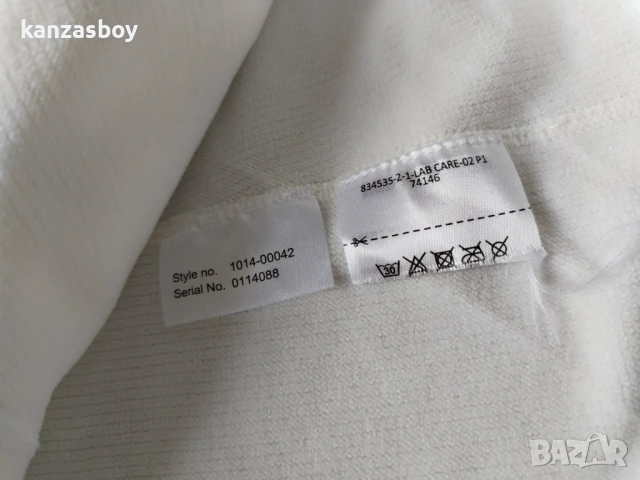 kanzasboy
834535-2-1-LAB CARE-02 P1
74146
Style no. 1014-00042
Serial No. 0114088
30
BAZAR